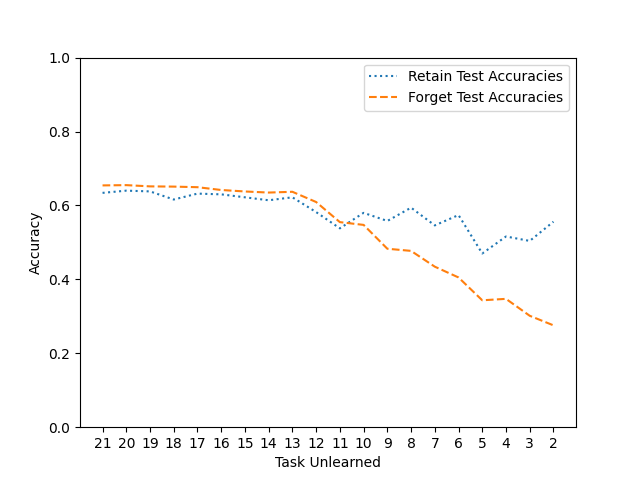 1.0
0.8
0.6
0.4
0.2
0.0
Accuracy
Retain Test Accuracies
Forget Test Accuracies
21 20 19 18 17 16 15 14 13 12 11 10 9 8 7 6 5 4 3 2
Task Unlearned